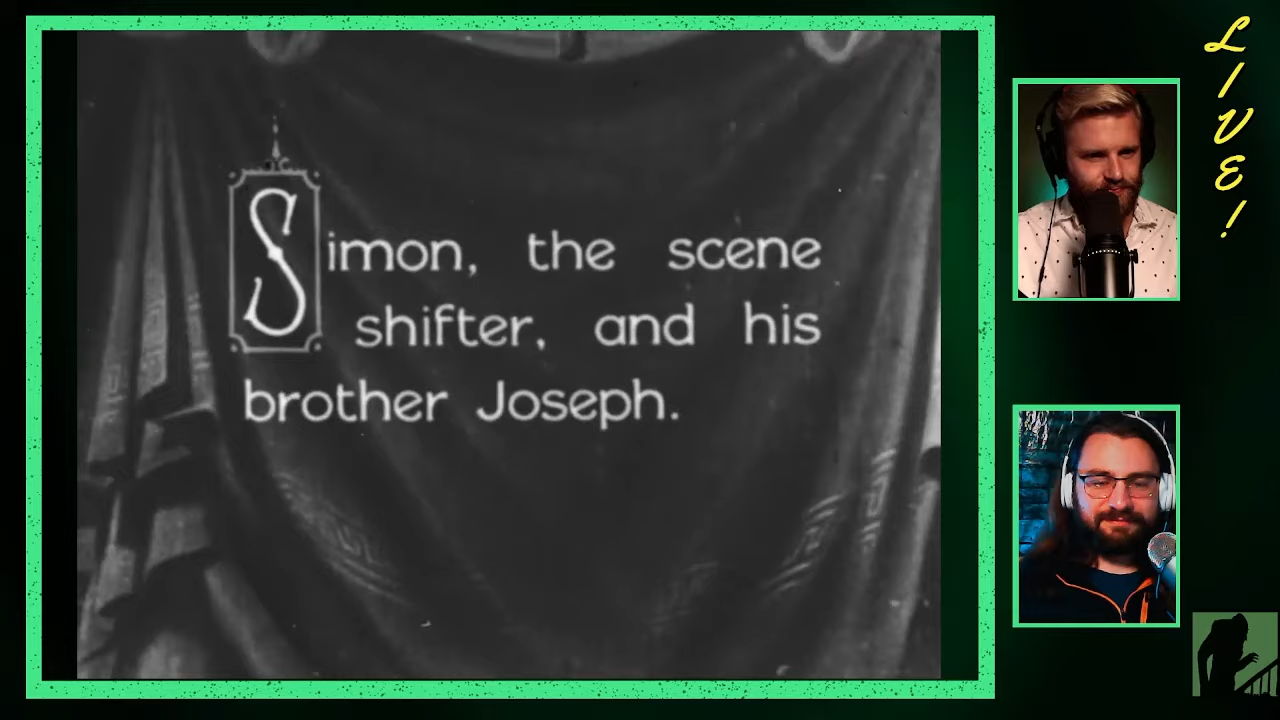 Simon, the scene
shifter, and his
brother Joseph.
LIVE!